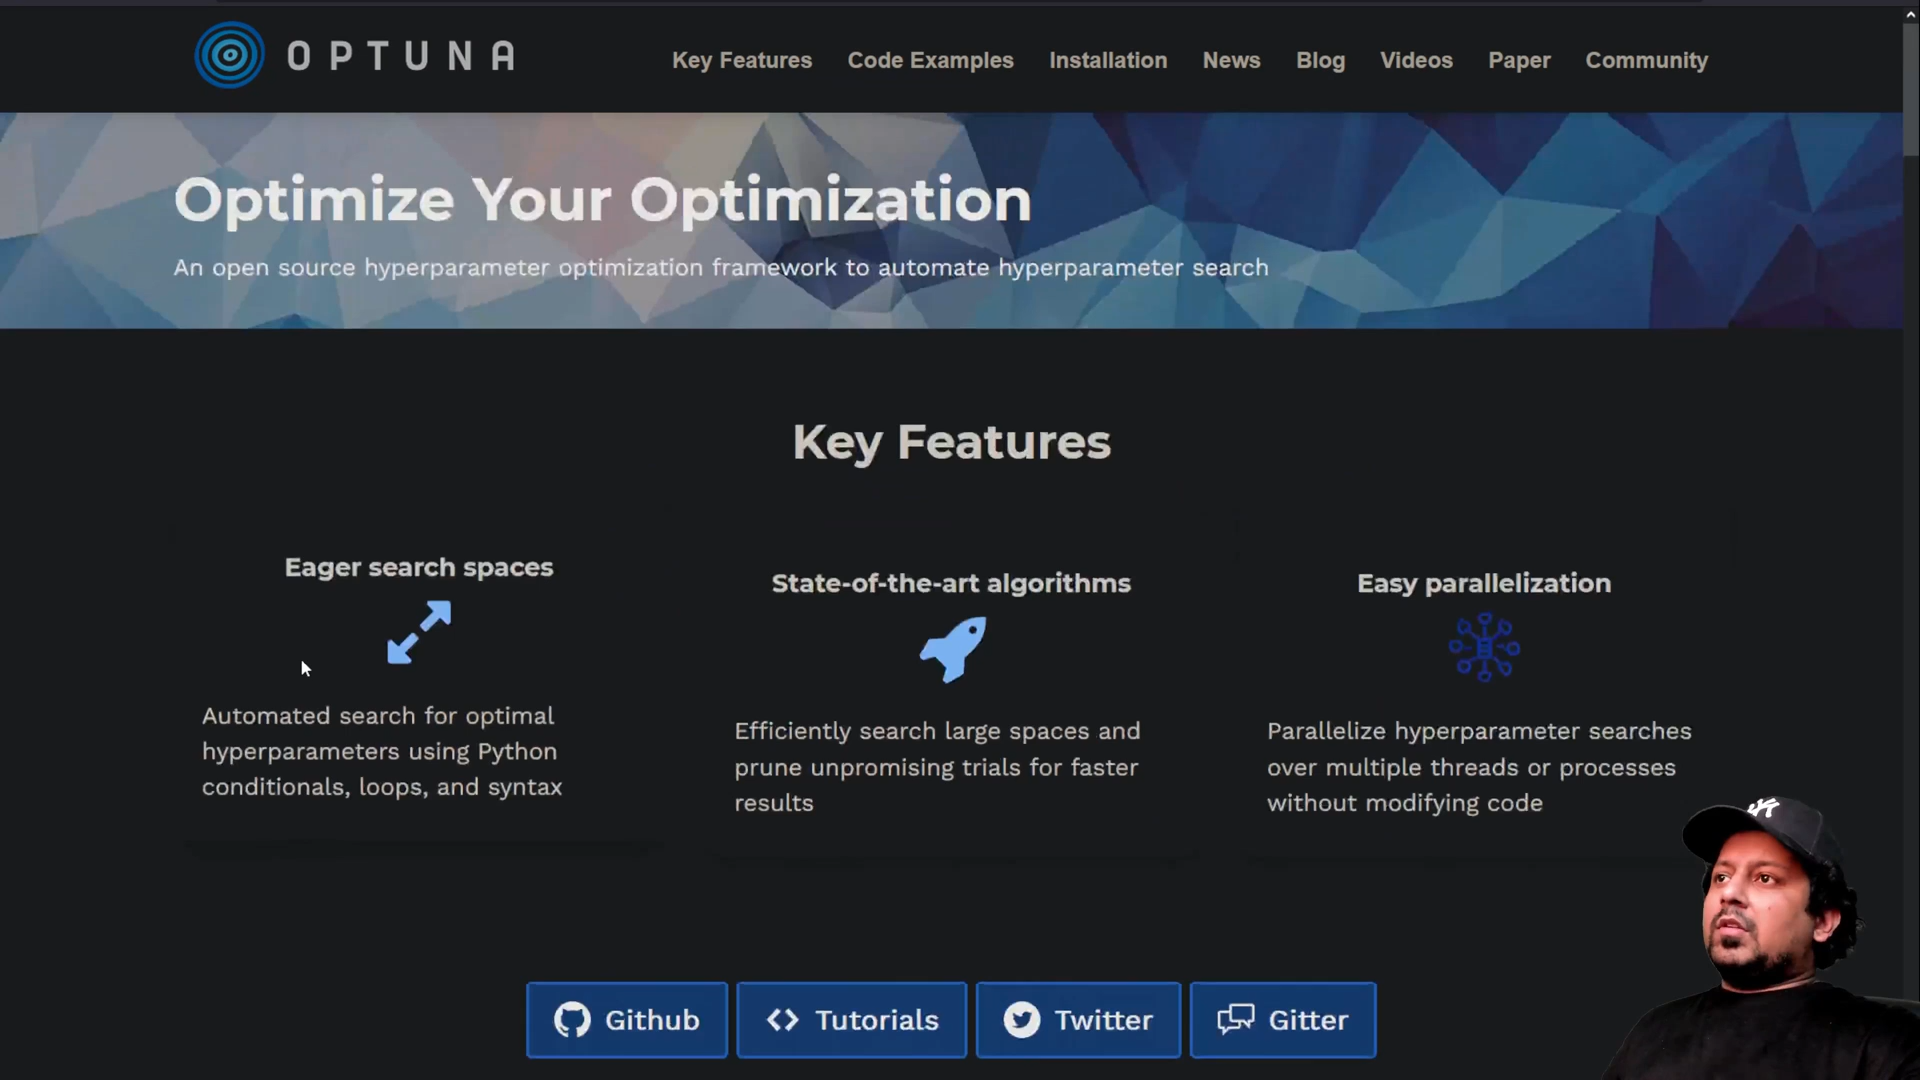 OPTUNA
Key Features
Code Examples
Installation
News
Blog
Videos
Paper
Community
Optimize Your Optimization
An open source hyperparameter optimization framework to automate hyperparameter search
Key Features
Eager search spaces
Automated search for optimal
hyperparameters using Python
conditionals, loops, and syntax
State-of-the-art algorithms
Efficiently search large spaces and
prune unpromising trials for faster
results
Easy parallelization
Parallelize hyperparameter searches
over multiple threads or processes
without modifying code
Github
Tutorials
Twitter
Gitter